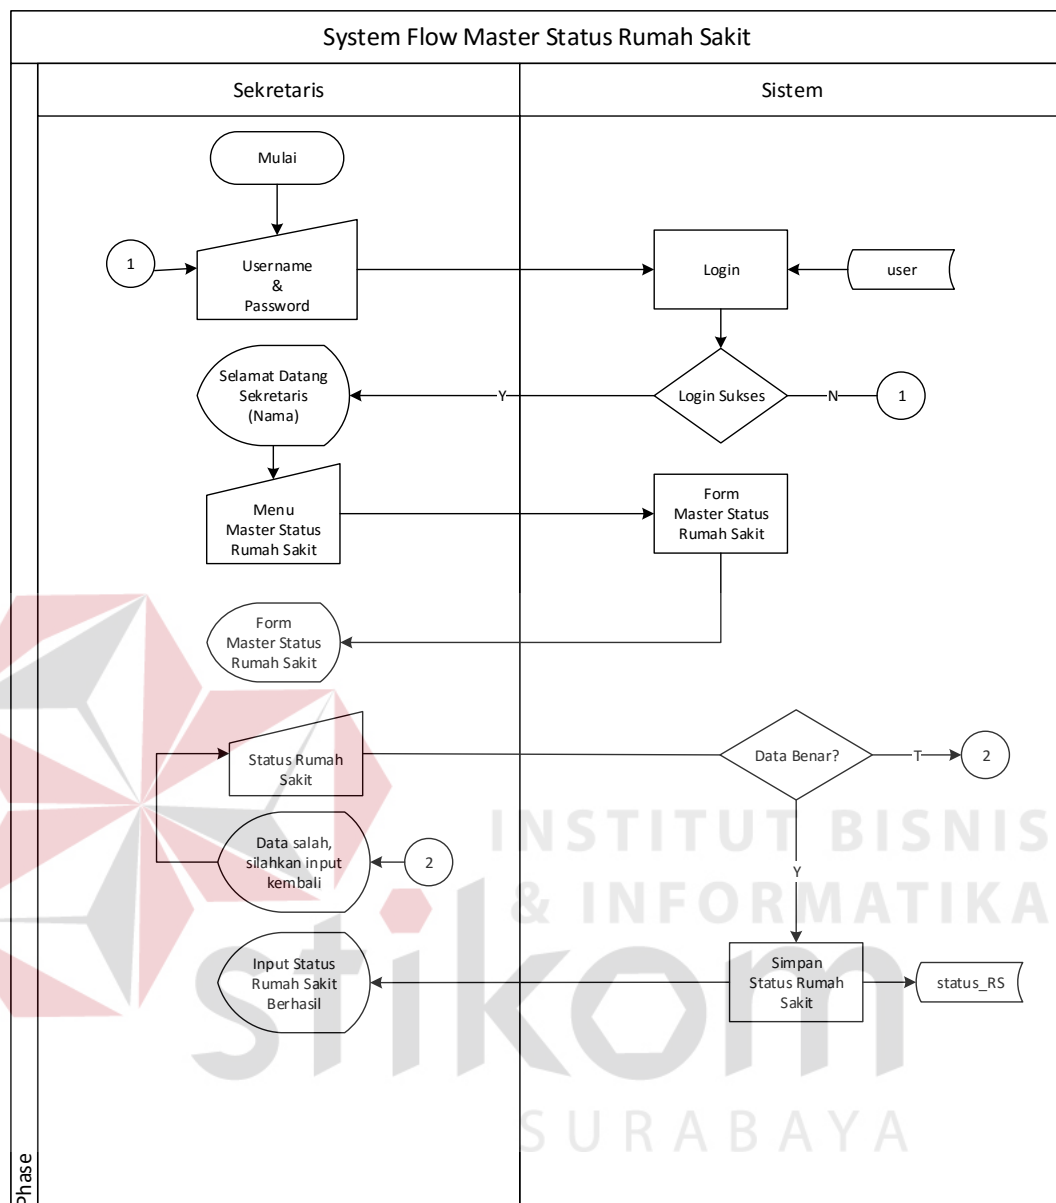 System Flow Master Status Rumah Sakit
Sekretaris
Sistem
Mulai
1
Username
&
Password
Login
user
Selamat Datang
Sekretaris
(Nama)
Y
Login Sukses
N
1
Menu
Master Status
Rumah Sakit
Form
Master Status
Rumah Sakit
Form
Master Status
Rumah Sakit
Status Rumah
Sakit
Data Benar?
T
2
Data salah,
silahkan input
kembali
2
Y
Input Status
Rumah Sakit
Berhasil
Simpan
Status Rumah
Sakit
status_RS
Phase
INSTITUT BISNIS
& INFORMATIKA
stikom
SURABAYA